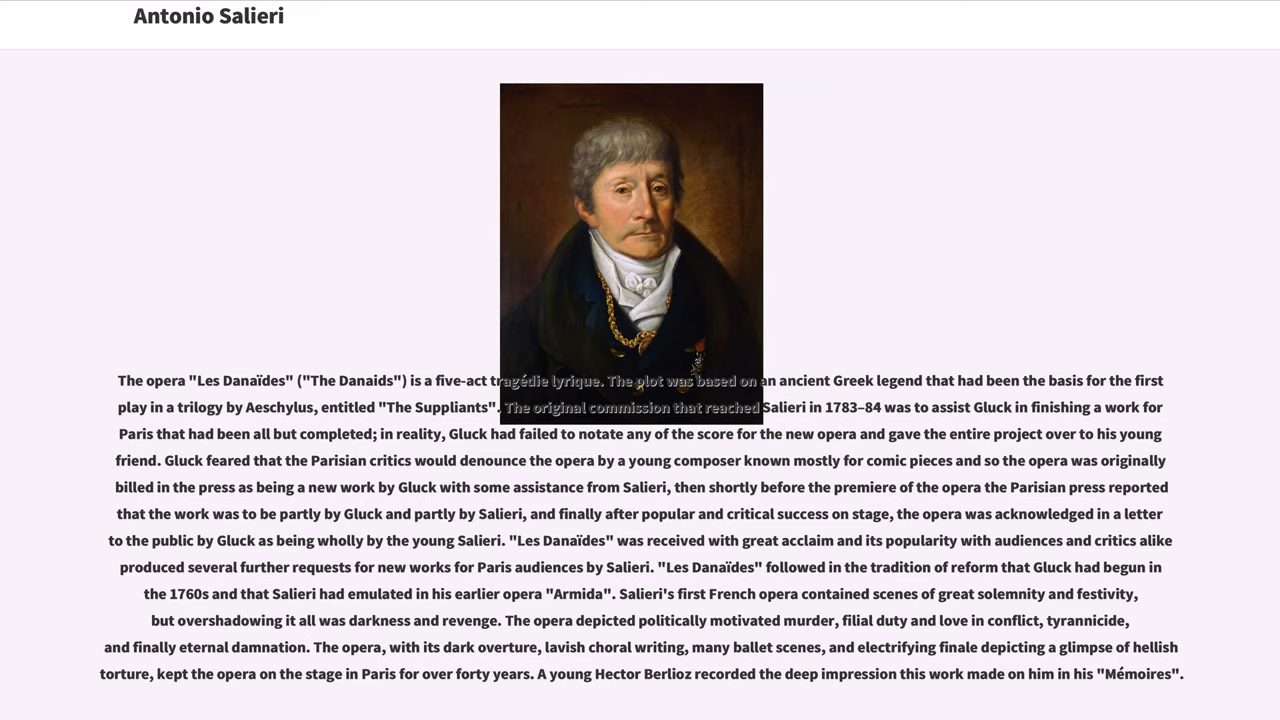 Antonio Salieri
The opera "Les Danaïdes" ("The Danaids") is a five-act tragédie lyrique. The plot was based on an ancient Greek legend that had been the basis for the first
play in a trilogy by Aeschylus, entitled "The Suppliants". The original commission that reached Salieri in 1783–84 was to assist Gluck in finishing a work for
Paris that had been all but completed; in reality, Gluck had failed to notate any of the score for the new opera and gave the entire project over to his young
friend. Gluck feared that the Parisian critics would denounce the opera by a young composer known mostly for comic pieces and so the opera was originally
billed in the press as being a new work by Gluck with some assistance from Salieri, then shortly before the premiere of the opera the Parisian press reported
that the work was to be partly by Gluck and partly by Salieri, and finally after popular and critical success on stage, the opera was acknowledged in a letter
to the public by Gluck as being wholly by the young Salieri. "Les Danaïdes" was received with great acclaim and its popularity with audiences and critics alike
produced several further requests for new works for Paris audiences by Salieri. "Les Danaïdes" followed in the tradition of reform that Gluck had begun in
the 1760s and that Salieri had emulated in his earlier opera "Armida". Salieri's first French opera contained scenes of great solemnity and festivity,
but overshadowing it all was darkness and revenge. The opera depicted politically motivated murder, filial duty and love in conflict, tyrannicide,
and finally eternal damnation. The opera, with its dark overture, lavish choral writing, many ballet scenes, and electrifying finale depicting a glimpse of hellish
torture, kept the opera on the stage in Paris for over forty years. A young Hector Berlioz recorded the deep impression this work made on him in his "Mémoires".